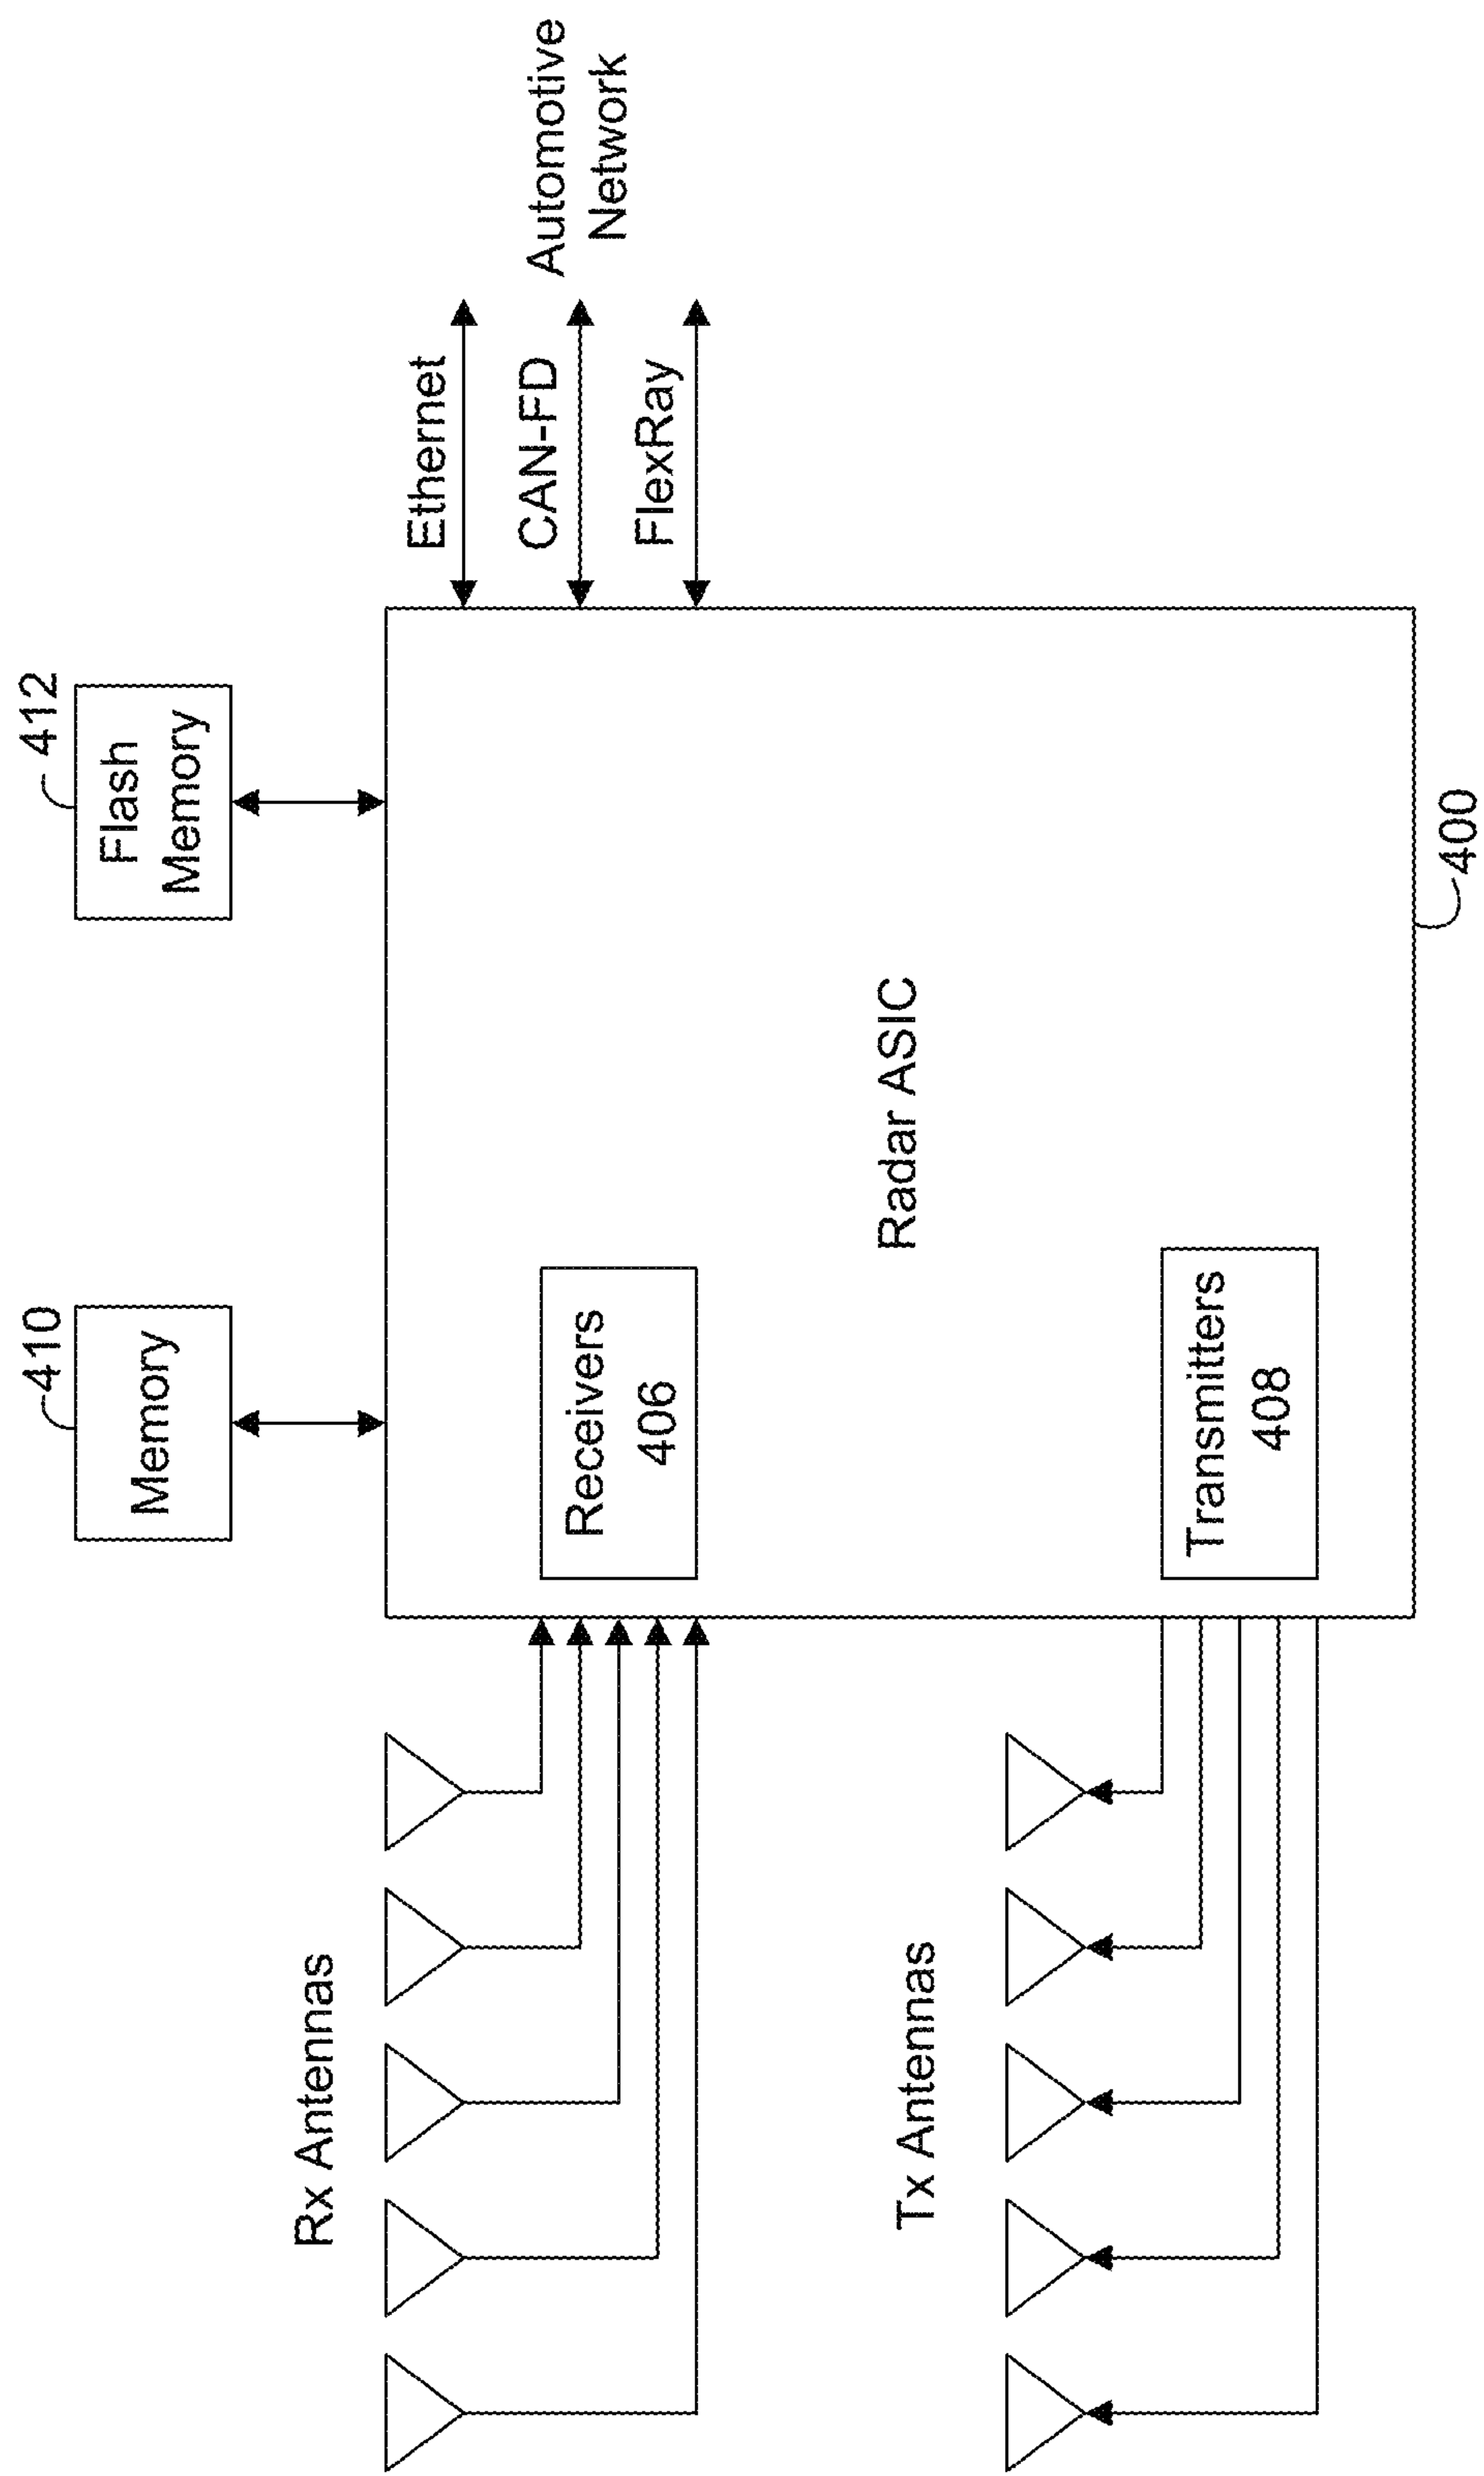 410
Memory
412
Flash
Memory
Rx Antennas
Receivers
406
Ethernet
CAN-FD
FlexRay
Automotive
Network
Radar ASIC
Tx Antennas
Transmitters
408
400